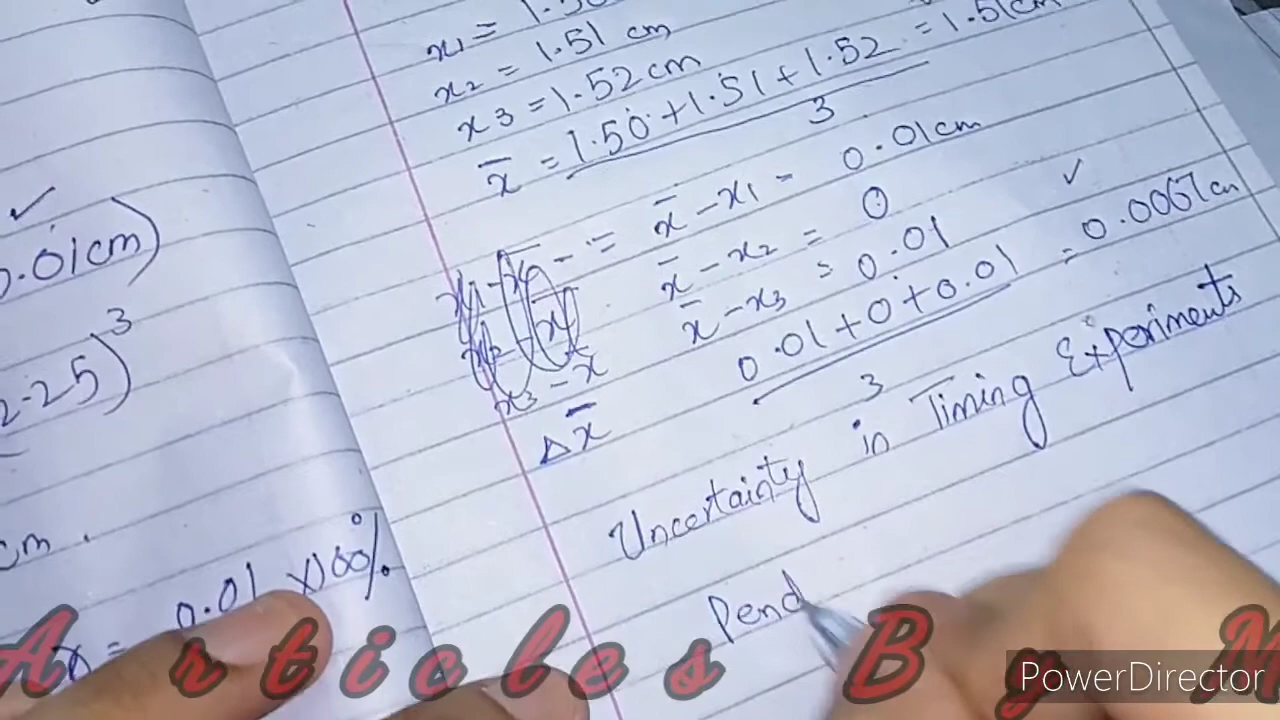 x1 = 1.50
x2 = 1.51 cm
x3 = 1.52 cm
x̄ = 1.50 + 1.51 + 1.52 = 1.51cm
3
= x̄ - x1 = 0.01cm
x̄ - x2 = 0
x̄ - x3 = 0.01
x3 - x̄
Δx̄ 0.01 + 0 + 0.01 = 0.0067cm
3
Uncertainty in Timing Experiments
Pend
✓
0.01cm)
2.25)³
cm.
x = 0.01 x100%
Articles By M
PowerDirector